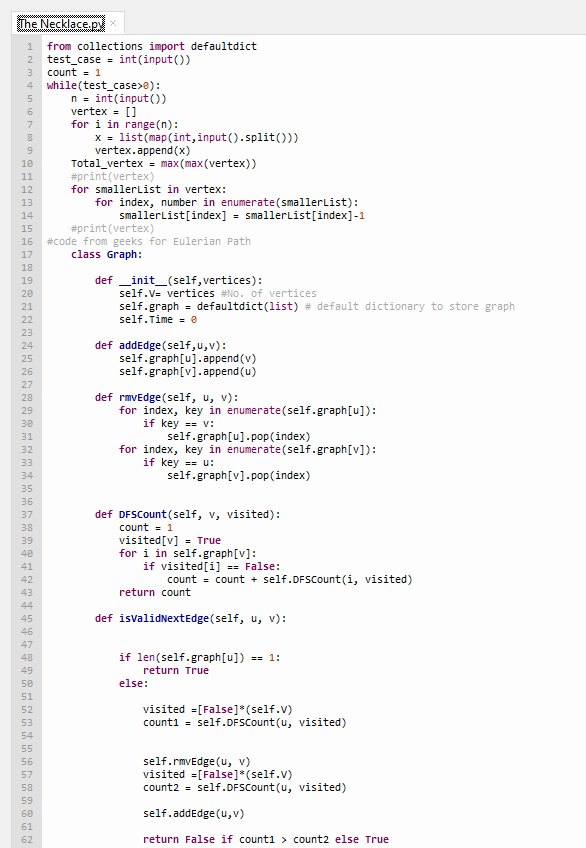 The Necklace.py ×
1 from collections import defaultdict
2 test_case = int(input())
3 count = 1
4 while(test_case>0):
5     n = int(input())
6     vertex = []
7     for i in range(n):
8         x = list(map(int,input().split()))
9         vertex.append(x)
10     Total_vertex = max(max(vertex))
11     #print(vertex)
12     for smallerList in vertex:
13         for index, number in enumerate(smallerList):
14             smallerList[index] = smallerList[index]-1
15     #print(vertex)
16 #code from geeks for Eulerian Path
17     class Graph:
18
19         def __init__(self,vertices):
20             self.V= vertices #No. of vertices
21             self.graph = defaultdict(list) # default dictionary to store graph
22             self.Time = 0
23
24         def addEdge(self,u,v):
25             self.graph[u].append(v)
26             self.graph[v].append(u)
27
28         def rmvEdge(self, u, v):
29             for index, key in enumerate(self.graph[u]):
30                 if key == v:
31                     self.graph[u].pop(index)
32             for index, key in enumerate(self.graph[v]):
33                 if key == u:
34                     self.graph[v].pop(index)
35
36
37         def DFSCount(self, v, visited):
38             count = 1
39             visited[v] = True
40             for i in self.graph[v]:
41                 if visited[i] == False:
42                     count = count + self.DFSCount(i, visited)
43             return count
44
45         def isValidNextEdge(self, u, v):
46
47
48             if len(self.graph[u]) == 1:
49                 return True
50             else:
51
52                 visited =[False]*(self.V)
53                 count1 = self.DFSCount(u, visited)
54
55
56                 self.rmvEdge(u, v)
57                 visited =[False]*(self.V)
58                 count2 = self.DFSCount(u, visited)
59
60                 self.addEdge(u,v)
61
62                 return False if count1 > count2 else True